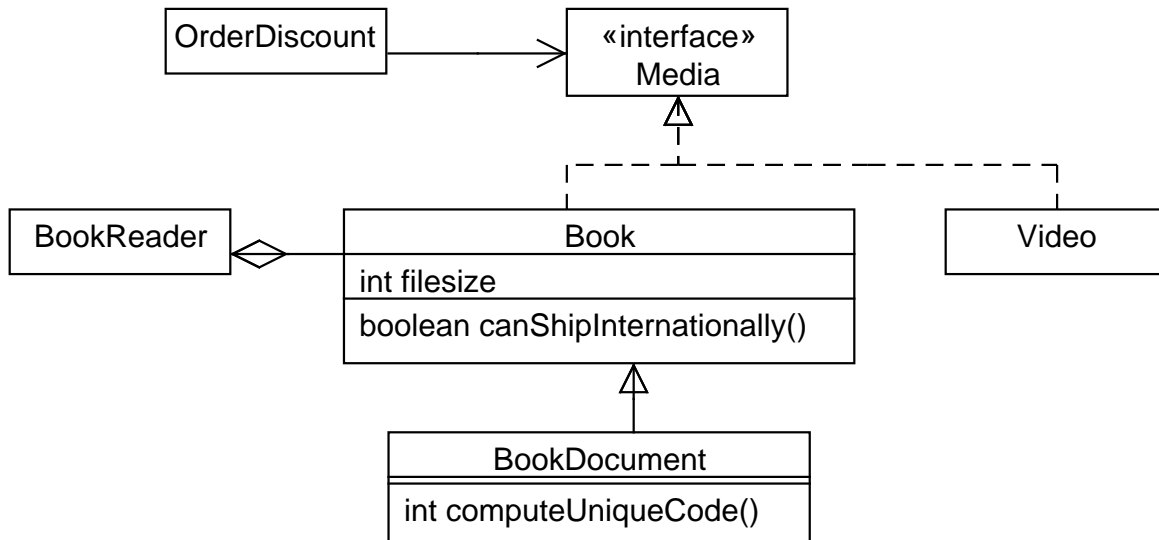 OrderDiscount
«interface»
Media
BookReader
Book
Video
int filesize
boolean canShipInternationally()
BookDocument
int computeUniqueCode()